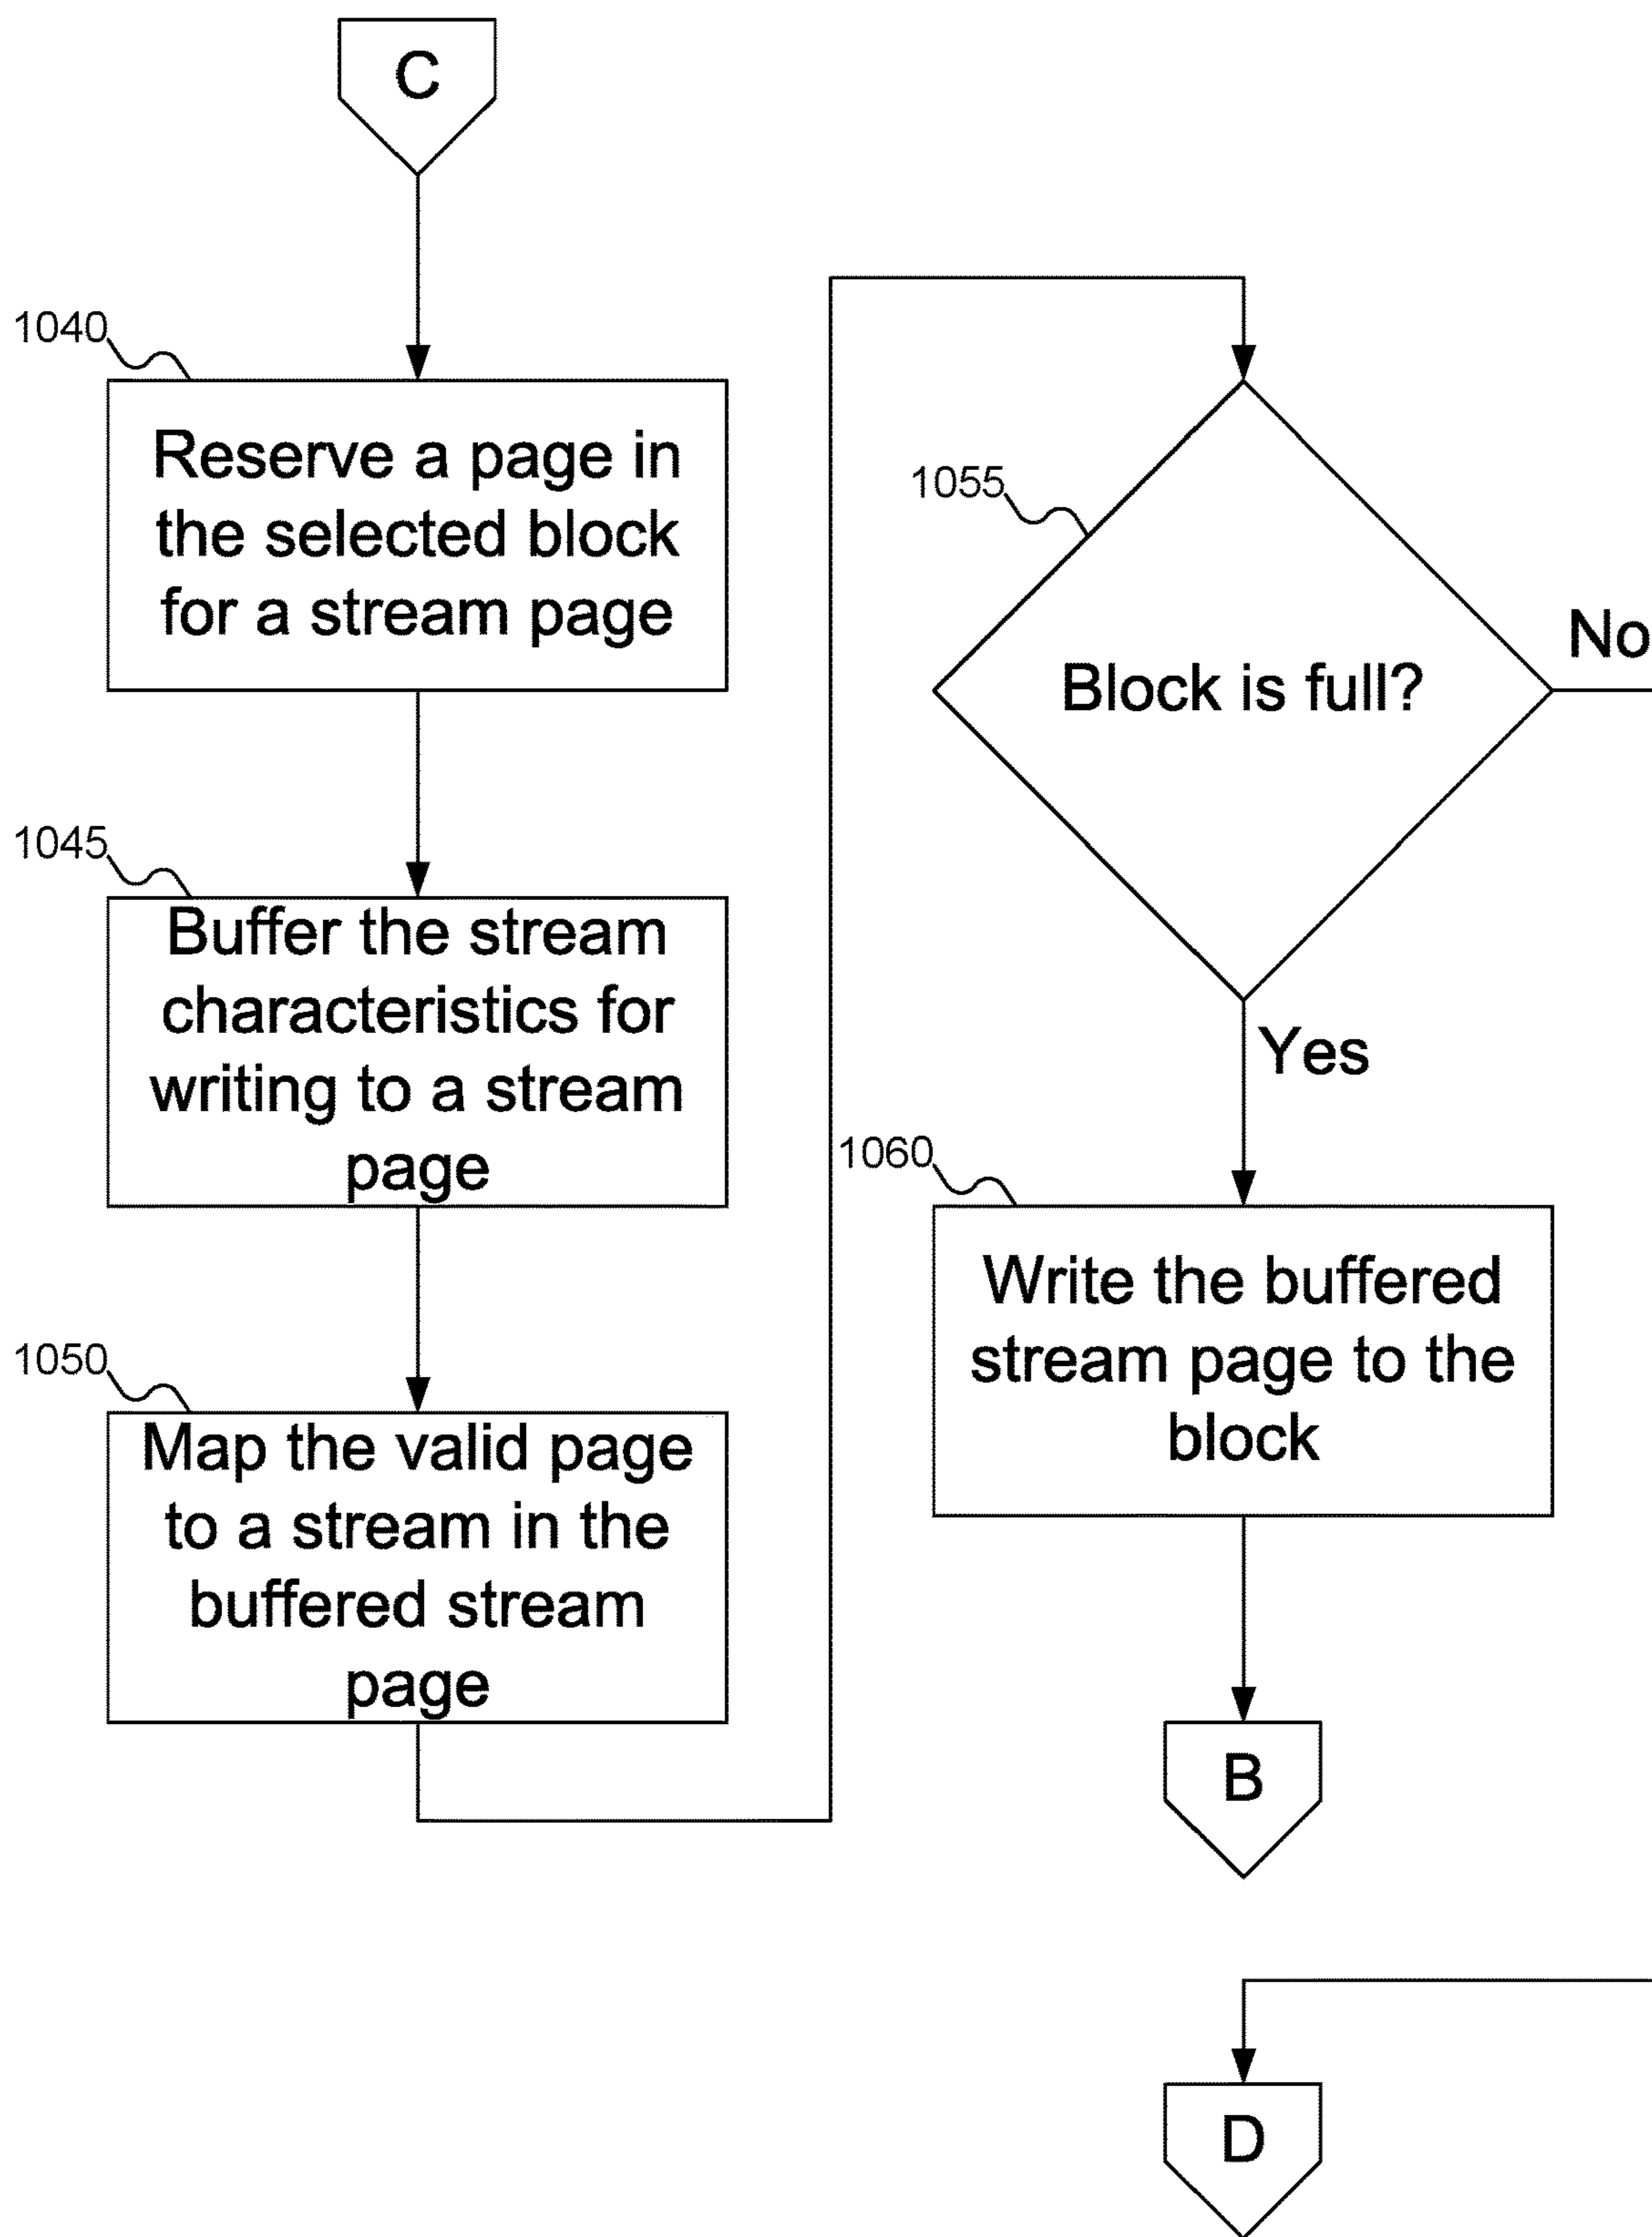 C
1040
Reserve a page in
the selected block
for a stream page
1045
Buffer the stream
characteristics for
writing to a stream
page
1050
Map the valid page
to a stream in the
buffered stream
page
1055
Block is full?
No
Yes
1060
Write the buffered
stream page to the
block
B
D